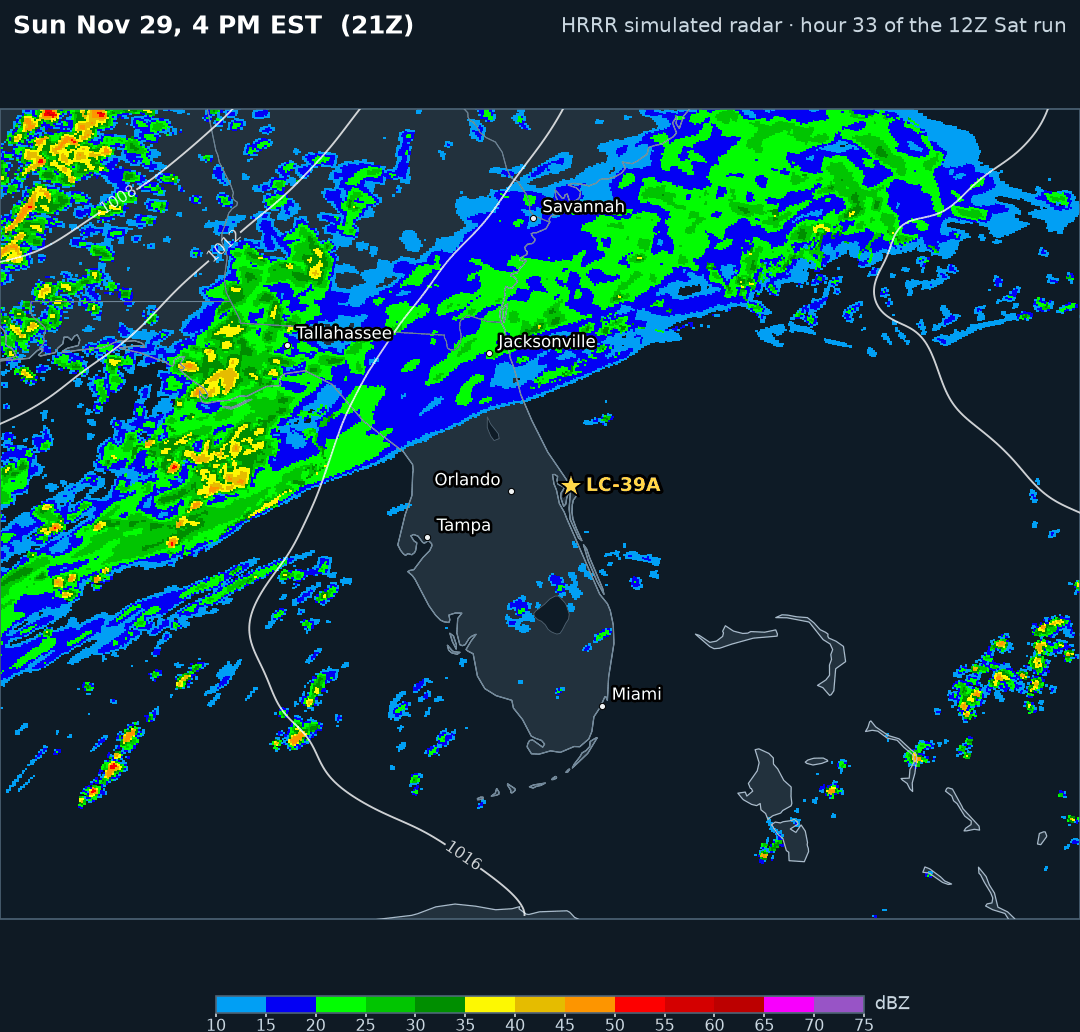 Sun Nov 29, 4 PM EST (21Z)
HRRR simulated radar · hour 33 of the 12Z Sat run
1008
1012
Savannah
Tallahassee
Jacksonville
Orlando
LC-39A
Tampa
Miami
1016
dBZ
10 15 20 25 30 35 40 45 50 55 60 65 70 75